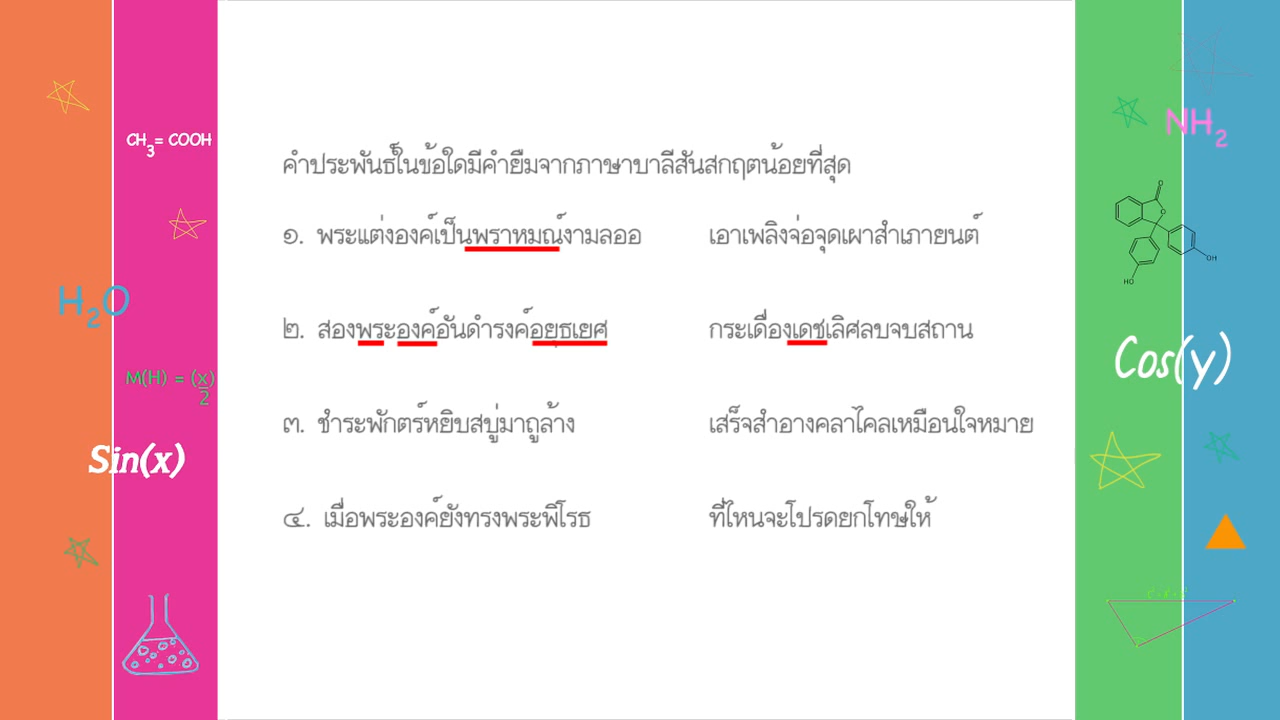 คำประพันธ์ในข้อใดมีคำยืมจากภาษาบาลีสันสกฤตน้อยที่สุด
๑. พระแต่งองค์เป็นพราหมณ์งามลออ เอาเพลิงจ่อจุดเผาสำเภายนต์
๒. สองพระองค์อันดำรงค์อยุธเยศ กระเดื่องเดชเลิศลบจบสถาน
๓. ชำระพักตร์หยิบสบู่มาถูล้าง เสร็จสำอางคลาไคลเหมือนใจหมาย
๔. เมื่อพระองค์ยังทรงพระพิโรธ ที่ไหนจะโปรดยกโทษให้
CH3= COOH
H2O
M(H) = (x)
2
Sin(x)
NH2
O
O
OH
HO
Cos(y)